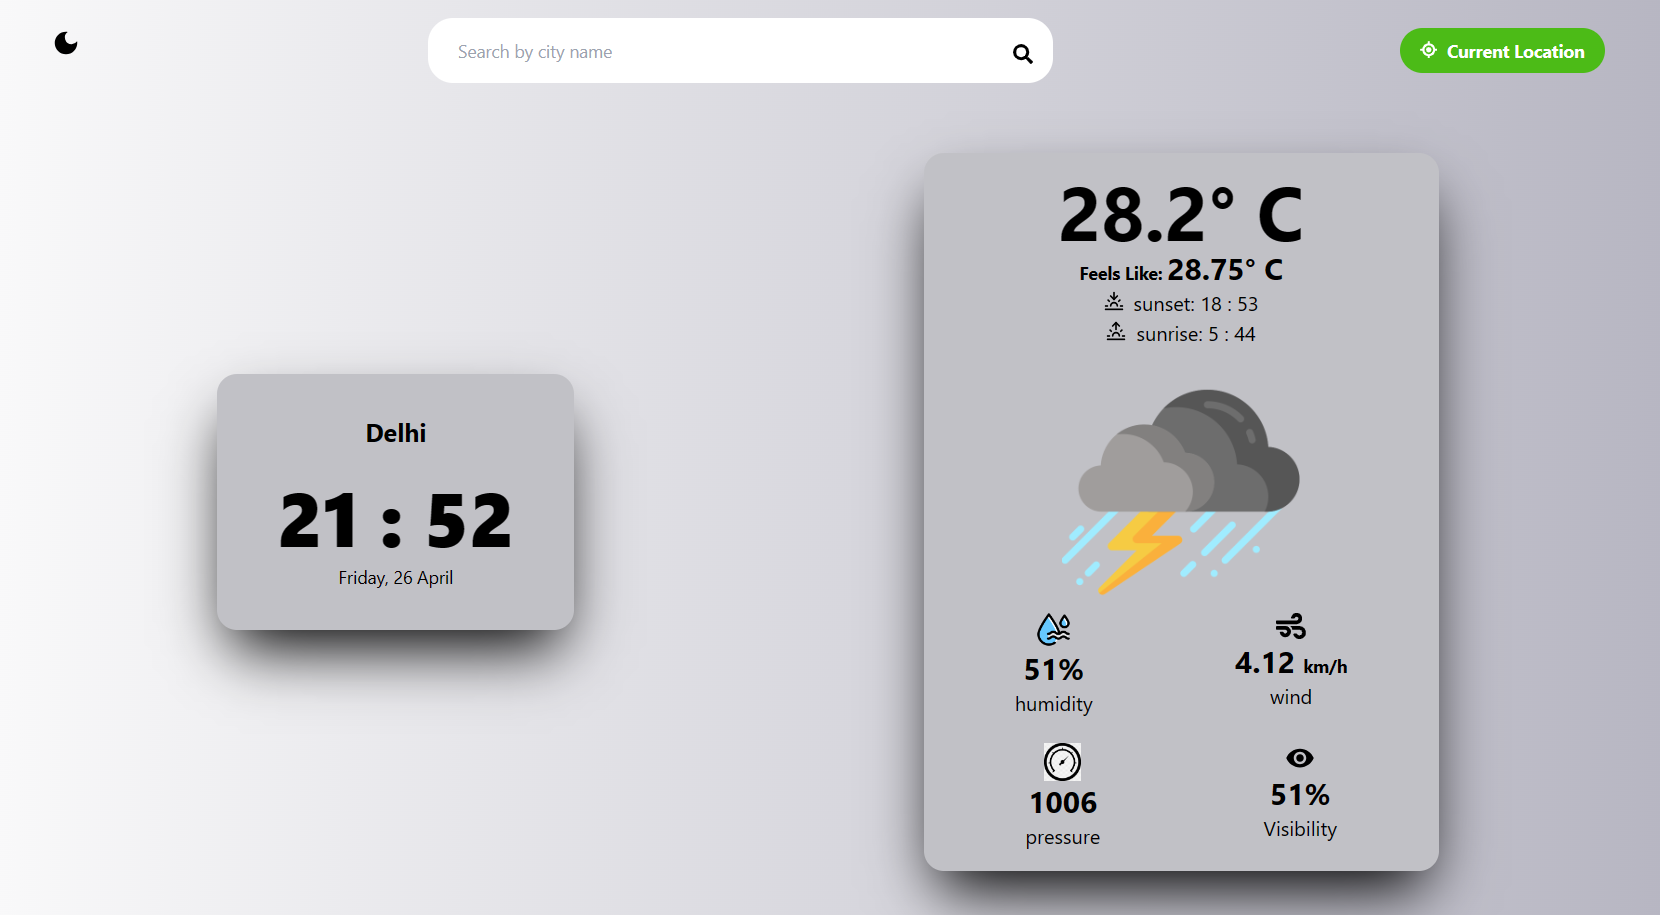 Search by city name
Current Location
Delhi
21 : 52
Friday, 26 April
28.2° C
Feels Like: 28.75° C
sunset: 18 : 53
sunrise: 5 : 44
51%
humidity
4.12 km/h
wind
1006
pressure
51%
Visibility